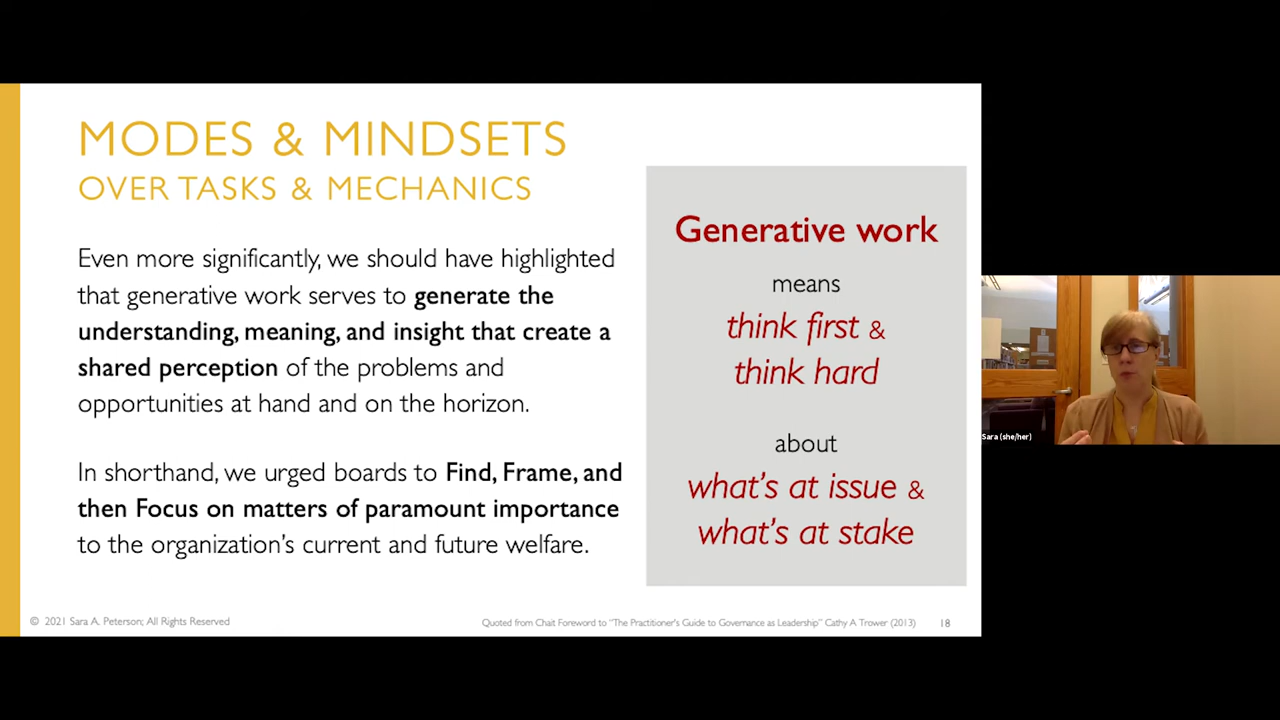 MODES & MINDSETS
OVER TASKS & MECHANICS
Even more significantly, we should have highlighted
that generative work serves to generate the
understanding, meaning, and insight that create a
shared perception of the problems and
opportunities at hand and on the horizon.
In shorthand, we urged boards to Find, Frame, and
then Focus on matters of paramount importance
to the organization's current and future welfare.
Generative work
means
think first &
think hard
about
what's at issue &
what's at stake
© 2021 Sara A. Peterson; All Rights Reserved
Quoted from Chait Foreword to "The Practitioner's Guide to Governance as Leadership" Cathy A Trower (2013)
18
Sara (she/her)